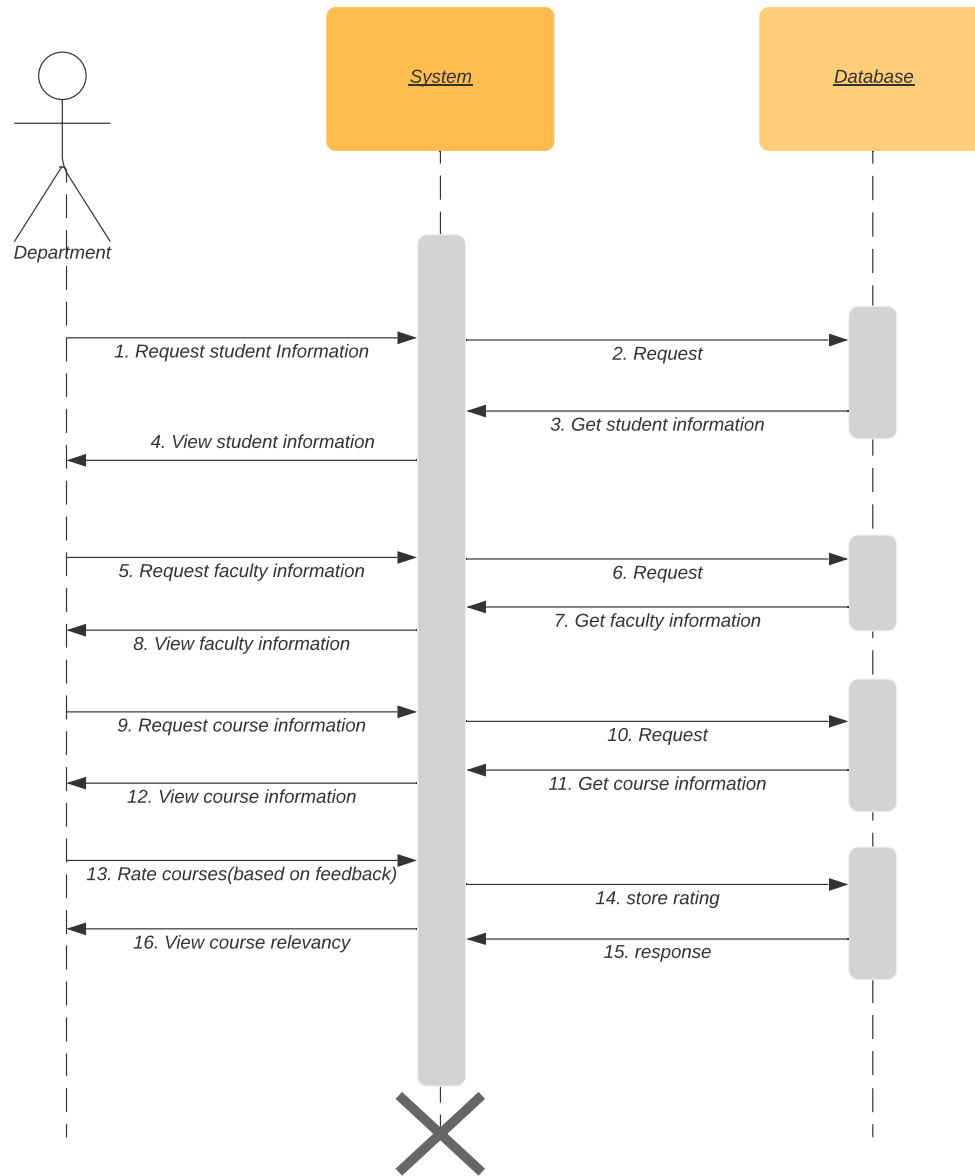 System
Database
Department
1. Request student Information
2. Request
3. Get student information
4. View student information
5. Request faculty information
6. Request
7. Get faculty information
8. View faculty information
9. Request course information
10. Request
11. Get course information
12. View course information
13. Rate courses(based on feedback)
14. store rating
15. response
16. View course relevancy